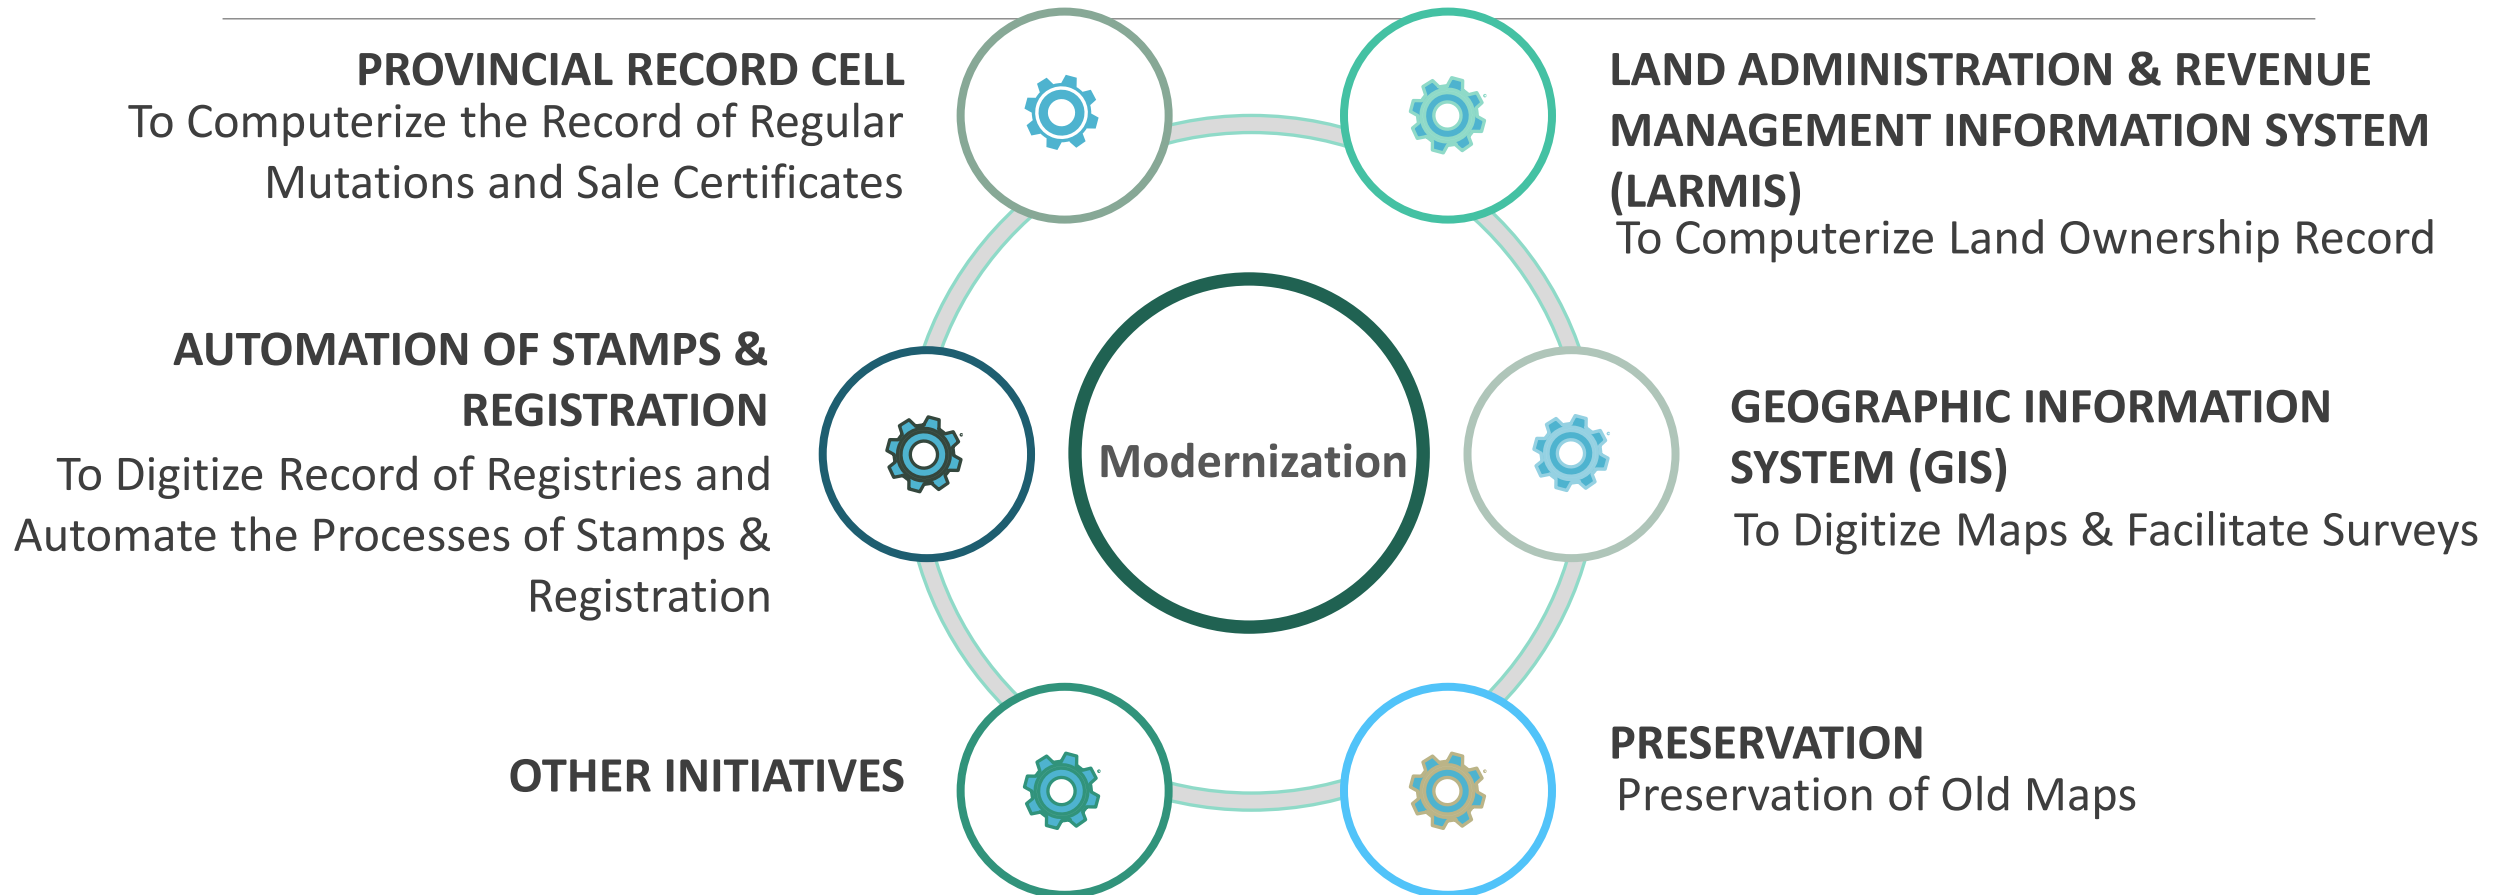 PROVINCIAL RECORD CELL
To Computerize the Record of Regular
Mutations and Sale Certificates
LAND ADMINISTRATION & REVENUE
MANAGEMENT INFORMATION SYSTEM
(LARMIS)
To Computerize Land Ownership Record
AUTOMATION OF STAMPS &
REGISTRATION
To Digitize Record of Registries and
Automate the Processes of Stamps &
Registration
Modernization
GEOGRAPHIC INFORMATION
SYSTEM (GIS)
To Digitize Maps & Facilitate Surveys
OTHER INITIATIVES
PRESERVATION
Preservation of Old Maps